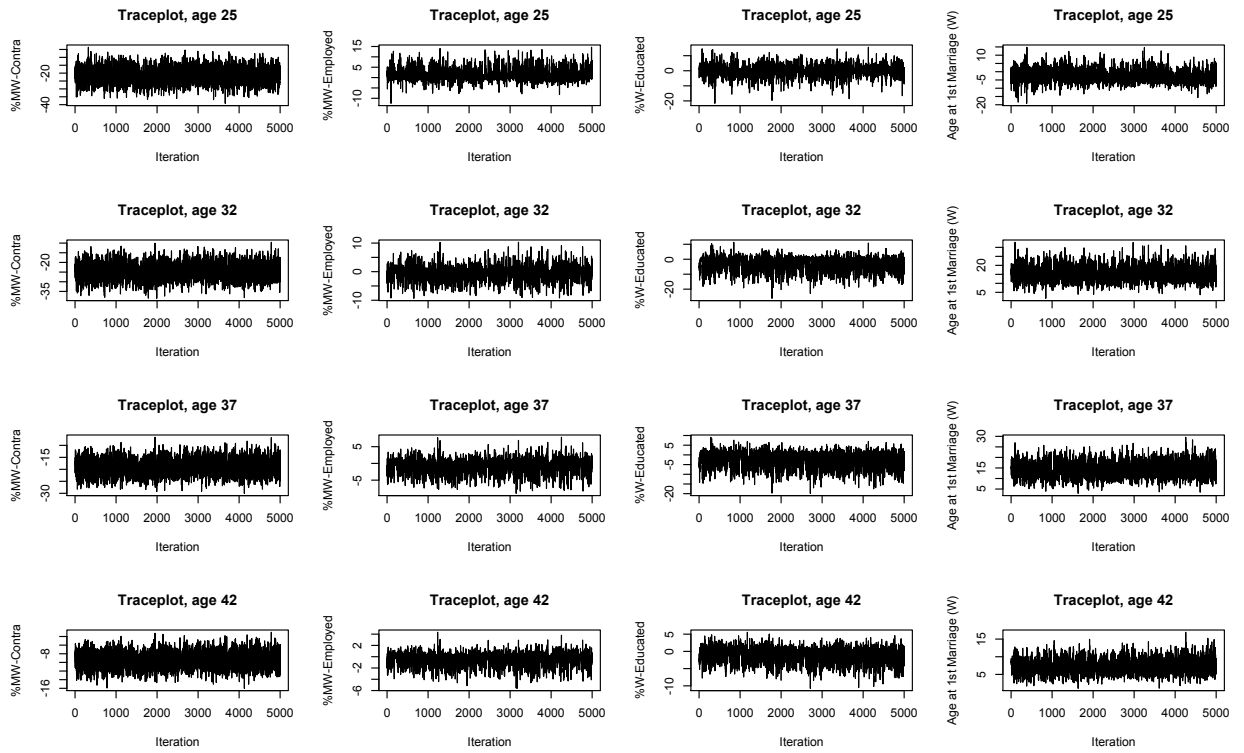 Traceplot, age 25
%MW-Contra
-20
-40
0 1000 2000 3000 4000 5000
Iteration
Traceplot, age 25
%MW-Employed
15
5
-10
0 1000 2000 3000 4000 5000
Iteration
Traceplot, age 25
%W-Educated
0
-20
0 1000 2000 3000 4000 5000
Iteration
Traceplot, age 25
Age at 1st Marriage (W)
10
-5
-20
0 1000 2000 3000 4000 5000
Iteration
Traceplot, age 32
%MW-Contra
-20
-35
0 1000 2000 3000 4000 5000
Iteration
Traceplot, age 32
%MW-Employed
10
0
-10
0 1000 2000 3000 4000 5000
Iteration
Traceplot, age 32
%W-Educated
0
-20
0 1000 2000 3000 4000 5000
Iteration
Traceplot, age 32
Age at 1st Marriage (W)
20
5
0 1000 2000 3000 4000 5000
Iteration
Traceplot, age 37
%MW-Contra
-15
-30
0 1000 2000 3000 4000 5000
Iteration
Traceplot, age 37
%MW-Employed
5
-5
0 1000 2000 3000 4000 5000
Iteration
Traceplot, age 37
%W-Educated
5
-5
-20
0 1000 2000 3000 4000 5000
Iteration
Traceplot, age 37
Age at 1st Marriage (W)
30
15
5
0 1000 2000 3000 4000 5000
Iteration
Traceplot, age 42
%MW-Contra
-8
-16
0 1000 2000 3000 4000 5000
Iteration
Traceplot, age 42
%MW-Employed
2
-2
-6
0 1000 2000 3000 4000 5000
Iteration
Traceplot, age 42
%W-Educated
5
0
-10
0 1000 2000 3000 4000 5000
Iteration
Traceplot, age 42
Age at 1st Marriage (W)
15
5
0 1000 2000 3000 4000 5000
Iteration